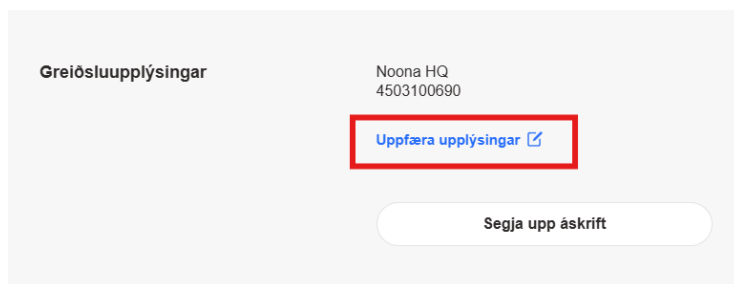 Greiðsluupplýsingar
Noona HQ
4503100690
Uppfæra upplýsingar
Segja upp áskrift